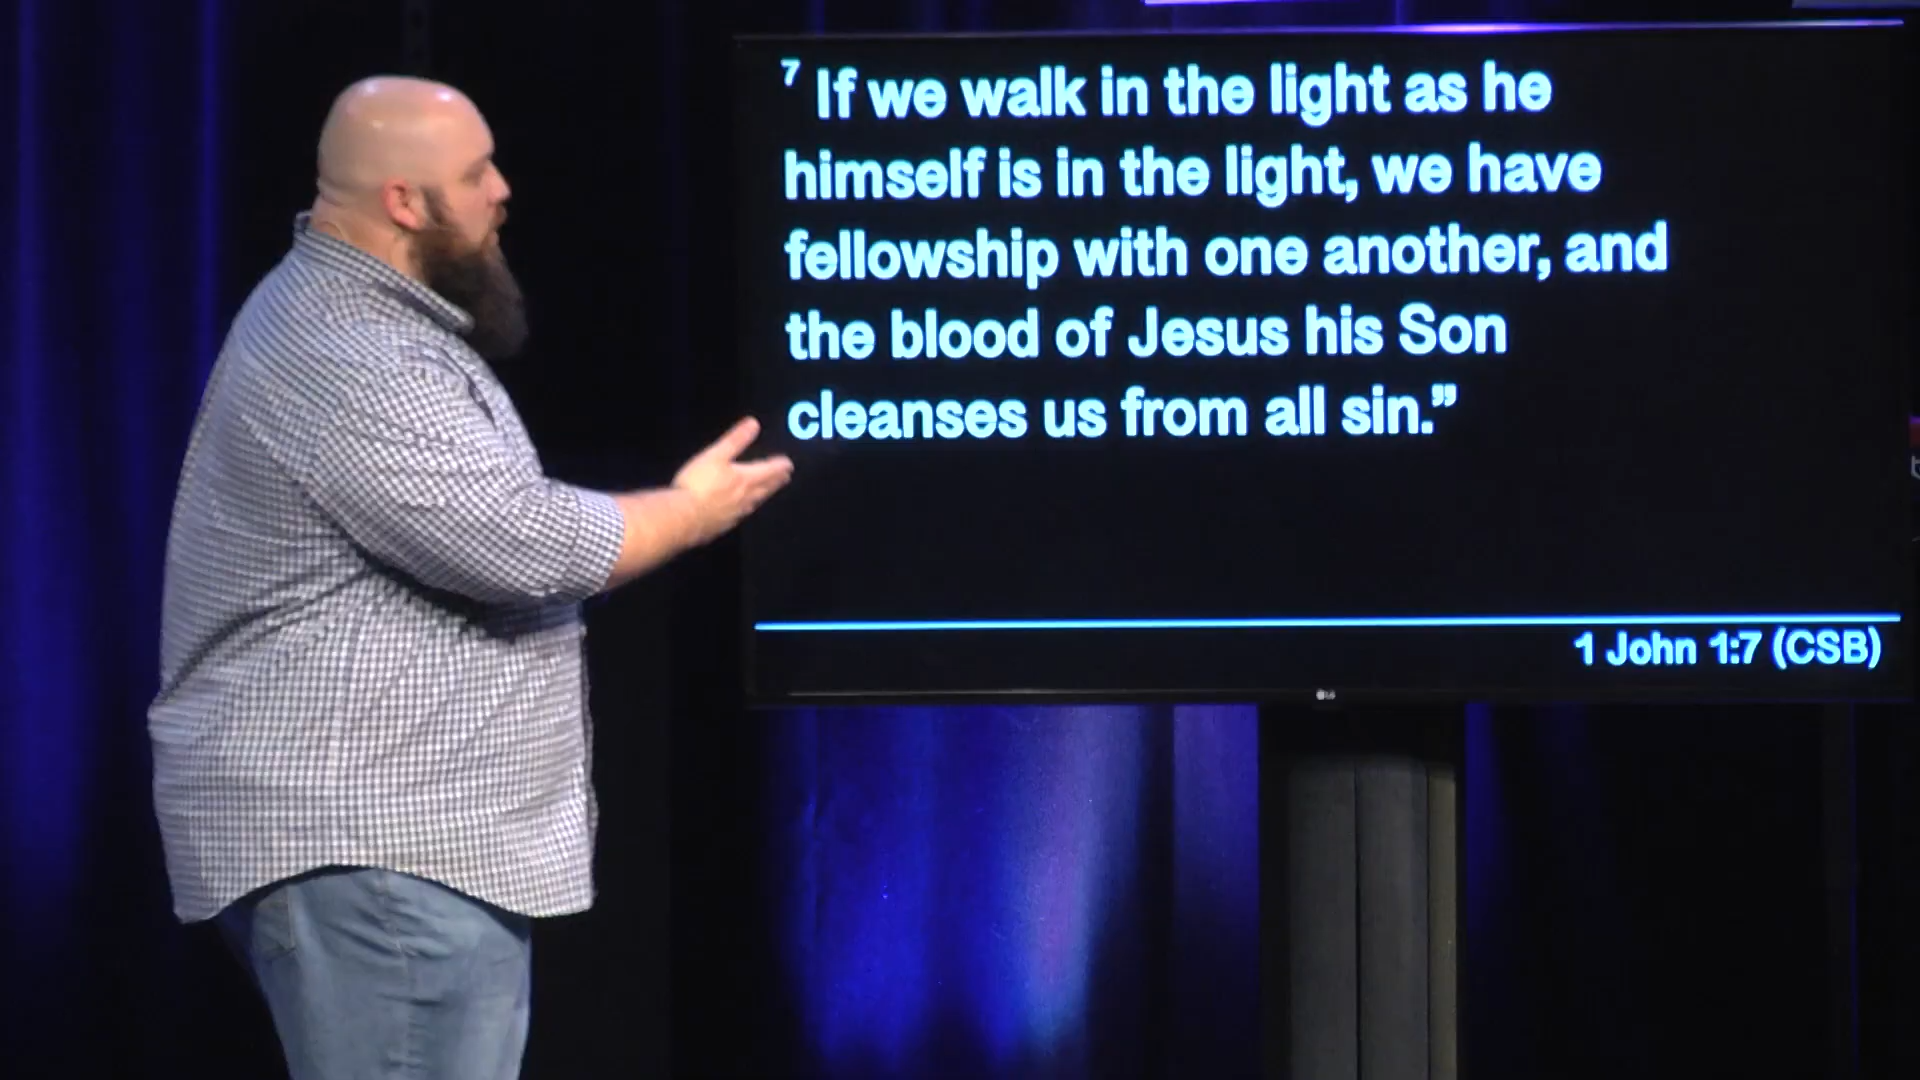 7 If we walk in the light as he
himself is in the light, we have
fellowship with one another, and
the blood of Jesus his Son
cleanses us from all sin.”
1 John 1:7 (CSB)
LG